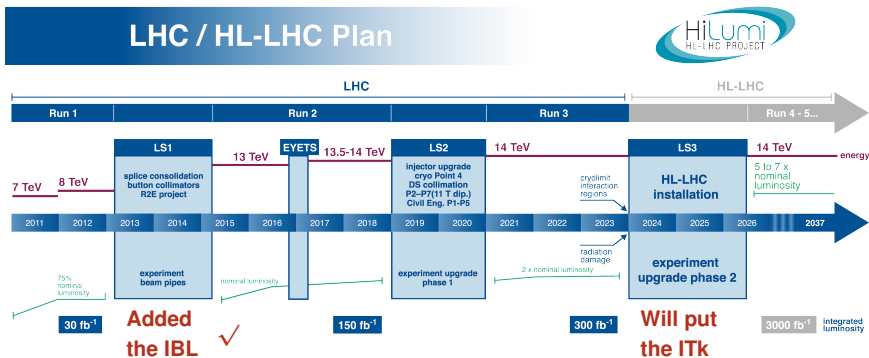 LHC / HL-LHC Plan
HiLumi
HL-LHC PROJECT
LHC
HL-LHC
Run 1
Run 2
Run 3
Run 4 - 5...
LS1
EYETS
LS2
LS3
7 TeV
8 TeV
13 TeV
13.5-14 TeV
14 TeV
14 TeV
energy
splice consolidation
button collimators
R2E project
injector upgrade
cryo Point 4
DS collimation
P2-P7(11 T dip.)
Civil Eng. P1-P5
cryolimit
interaction
regions
HL-LHC
installation
5 to 7 x
nominal
luminosity
2011 2012 2013 2014 2015 2016 2017 2018 2019 2020 2021 2022 2023 2024 2025 2026 2037
radiation
damage
75%
nominal
luminosity
experiment
beam pipes
nominal luminosity
experiment upgrade
phase 1
2 x nominal luminosity
experiment
upgrade phase 2
30 fb-1
150 fb-1
300 fb-1
3000 fb-1
integrated
luminosity
Added
the IBL √
Will put
the ITk